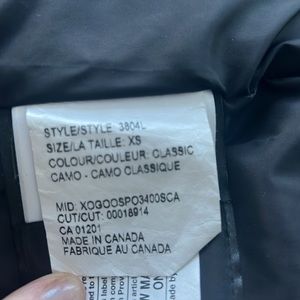 STYLE/STYLE 3804L
SIZE/LA TAILLE: XS
COLOUR/COULEUR: CLASSIC
CAMO - CAMO CLASSIQUE
MID: XOGOOSPO3400SCA
CUT/CUT: 00018914
CA 01201
MADE IN CANADA
FABRIQUE AU CANADA